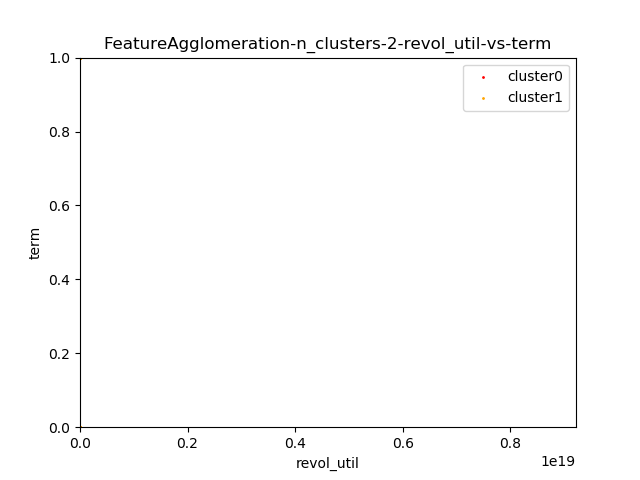 FeatureAgglomeration-n_clusters-2-revol_util-vs-term
cluster0
cluster1
1.0
0.8
0.6
0.4
0.2
0.0
term
0.0 0.2 0.4 0.6 0.8
1e19
revol_util